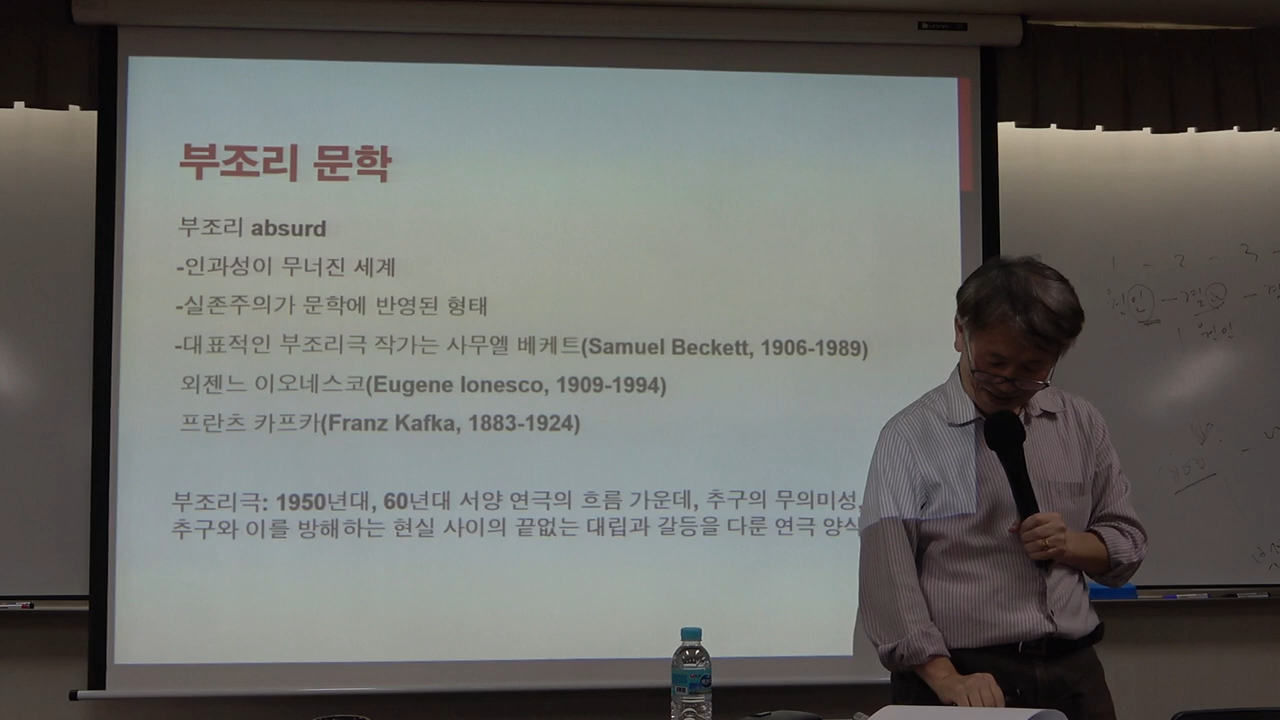 부조리 문학
부조리 absurd
-인과성이 무너진 세계
-실존주의가 문학에 반영된 형태
-대표적인 부조리극 작가는 사무엘 베케트(Samuel Beckett, 1906-1989)
외젠느 이오네스코(Eugene Ionesco, 1909-1994)
프란츠 카프카(Franz Kafka, 1883-1924)
부조리극: 1950년대, 60년대 서양 연극의 흐름 가운데, 추구의 무의미성,
추구와 이를 방해하는 현실 사이의 끝없는 대립과 갈등을 다룬 연극 양식
1 - 2 - 3
원인